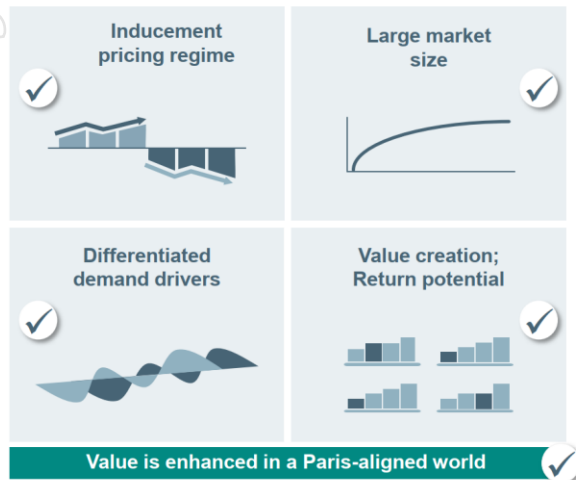 Inducement
pricing regime
Large market
size
Differentiated
demand drivers
Value creation;
Return potential
Value is enhanced in a Paris-aligned world